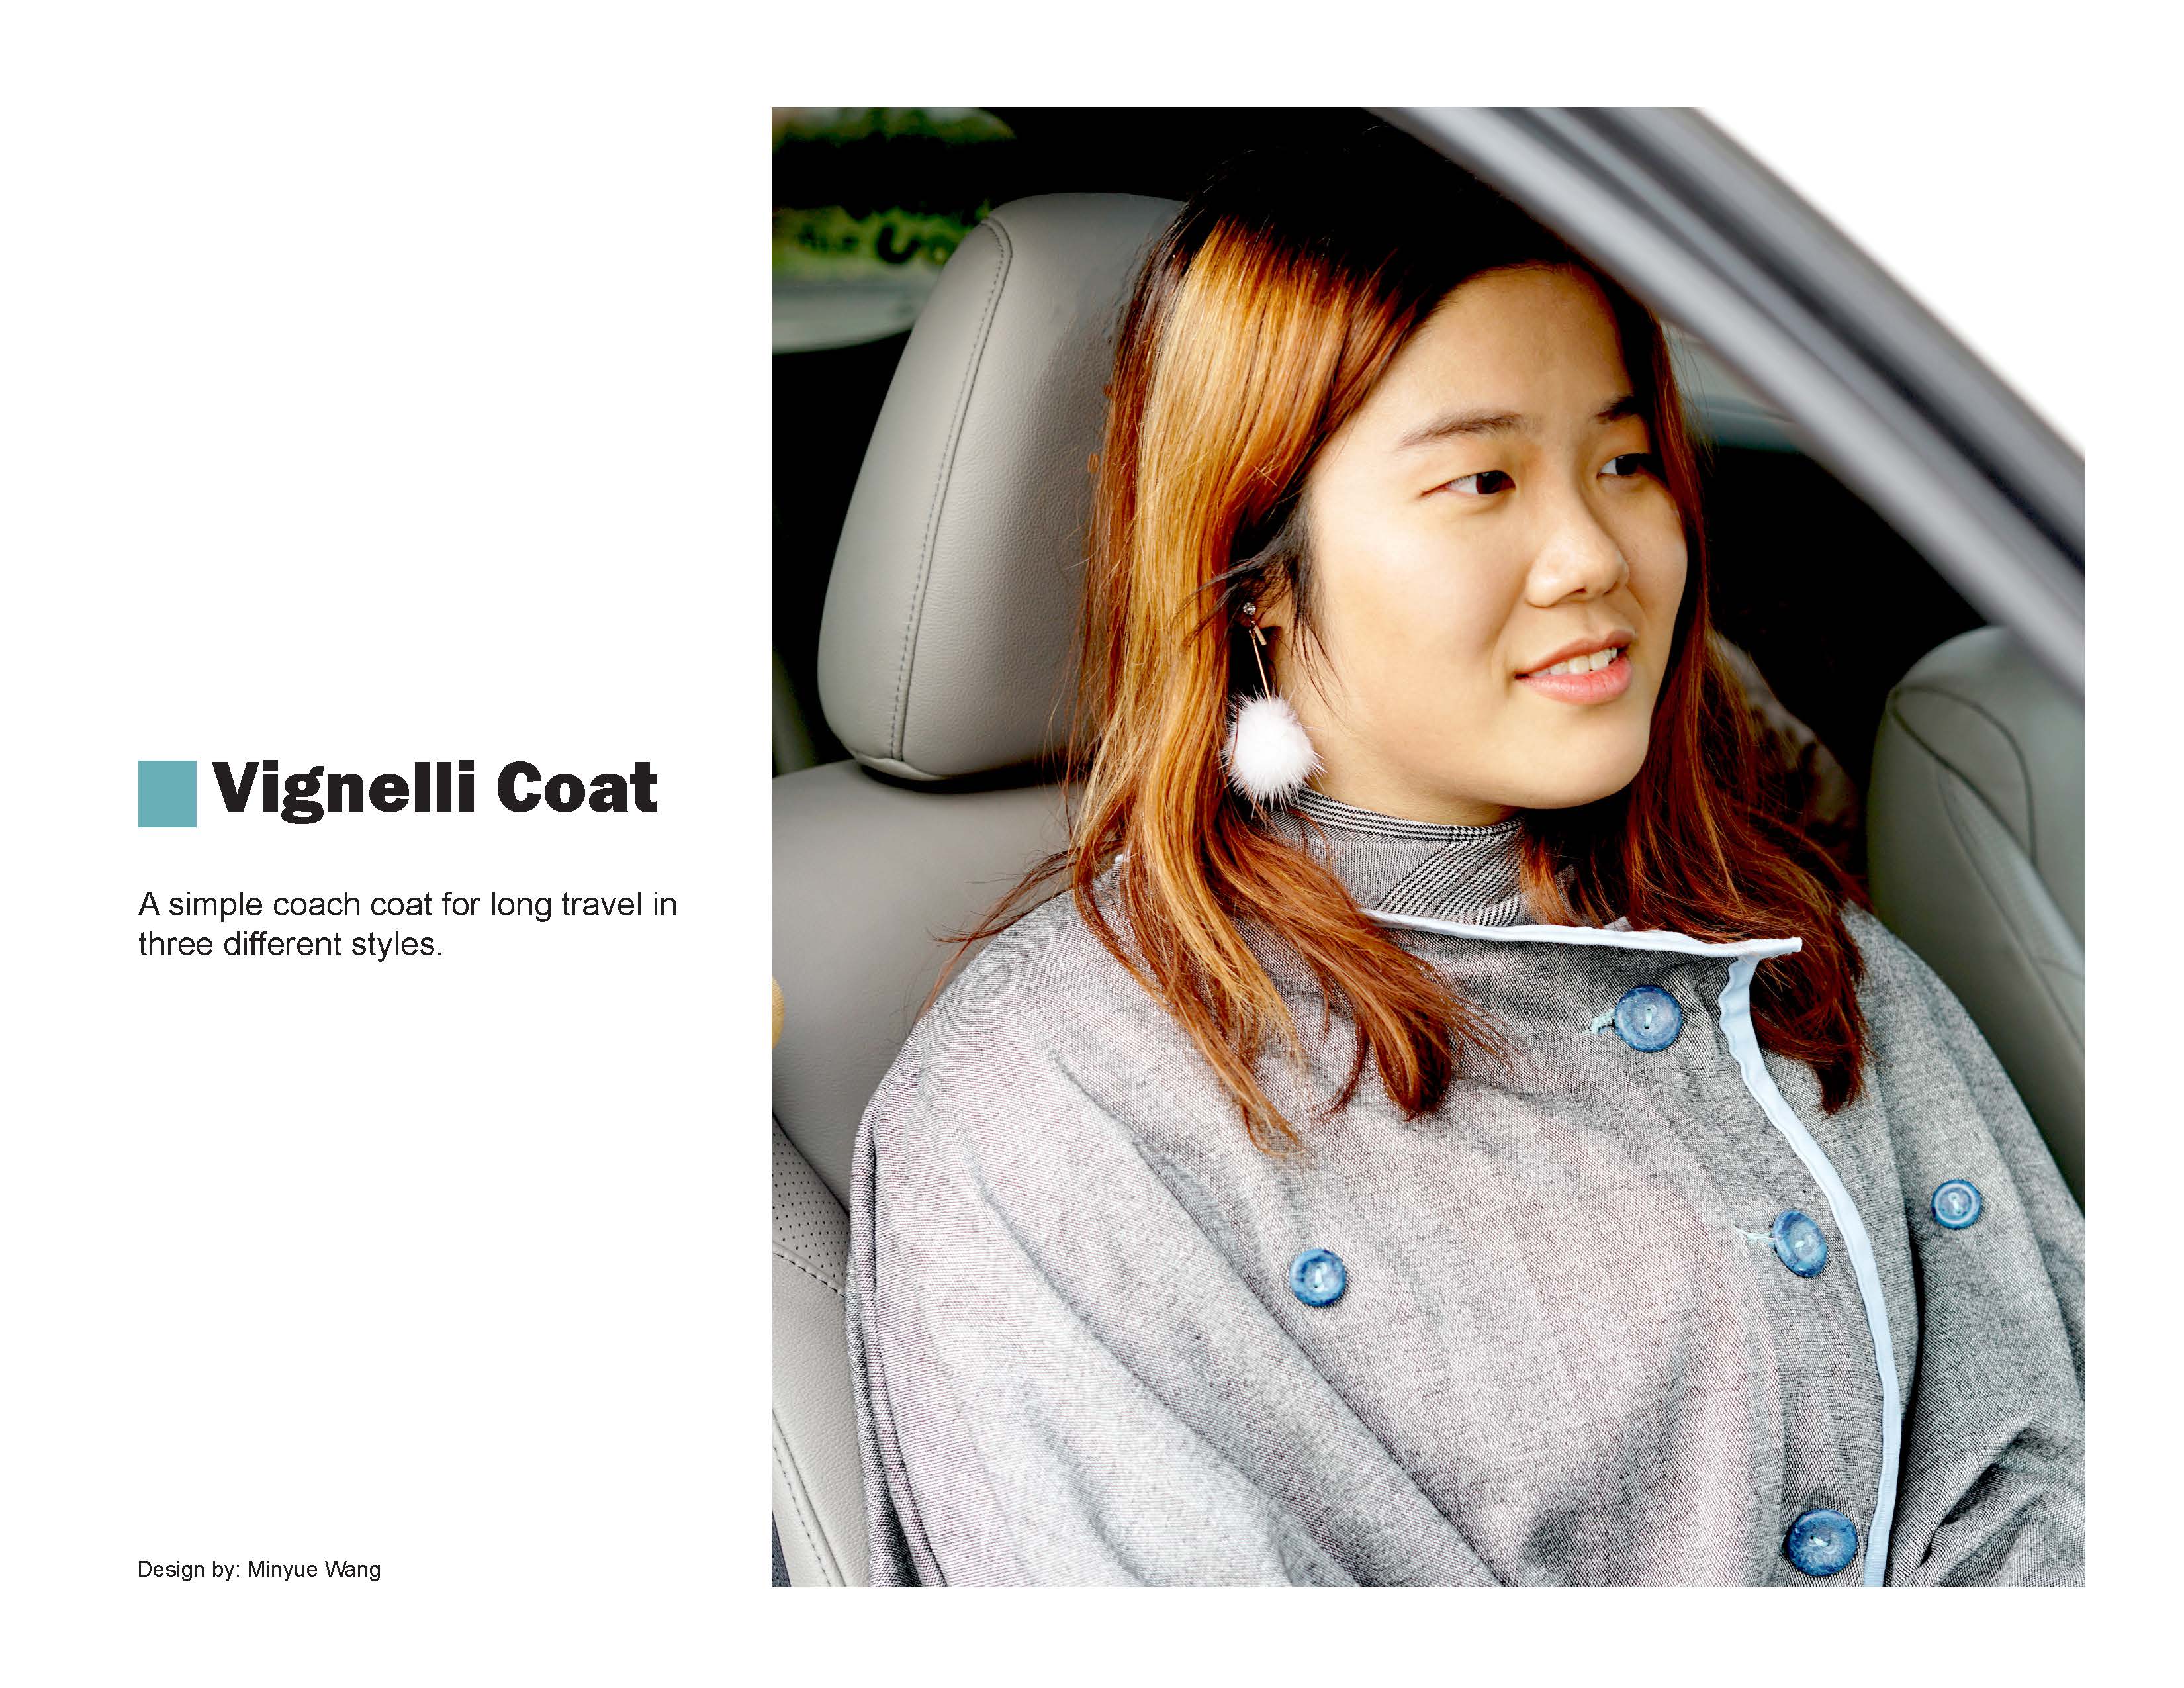 Vignelli Coat
A simple coach coat for long travel in
three different styles.
Design by: Minyue Wang